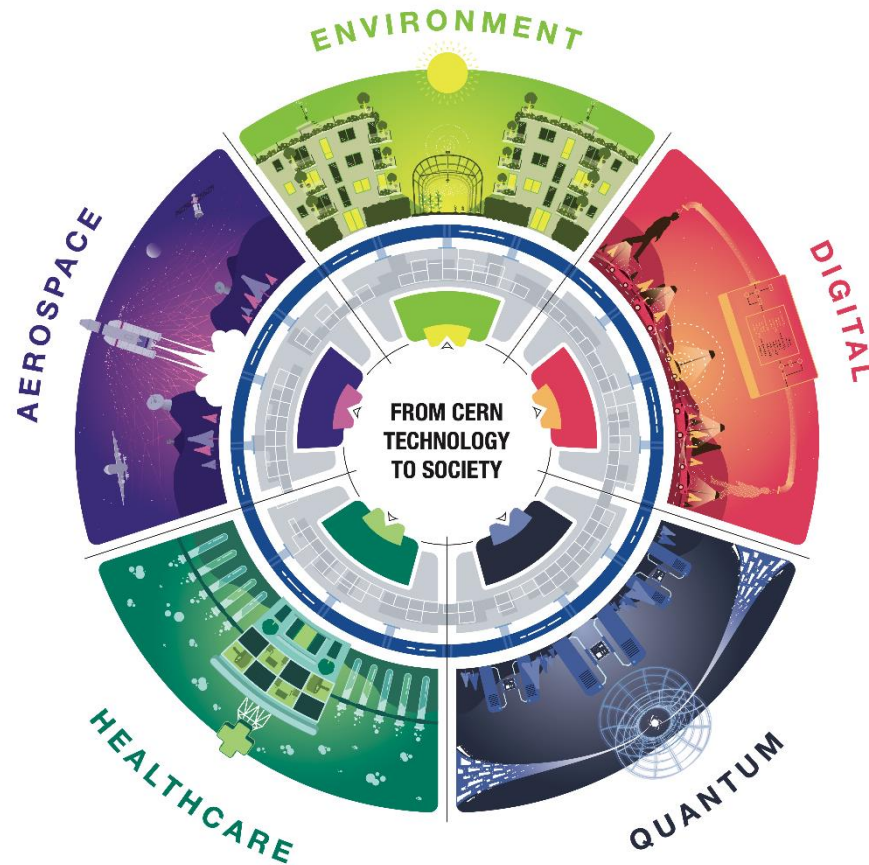 ENVIRONMENT
AEROSPACE
DIGITAL
FROM CERN
TECHNOLOGY
TO SOCIETY
HEALTHCARE
QUANTUM